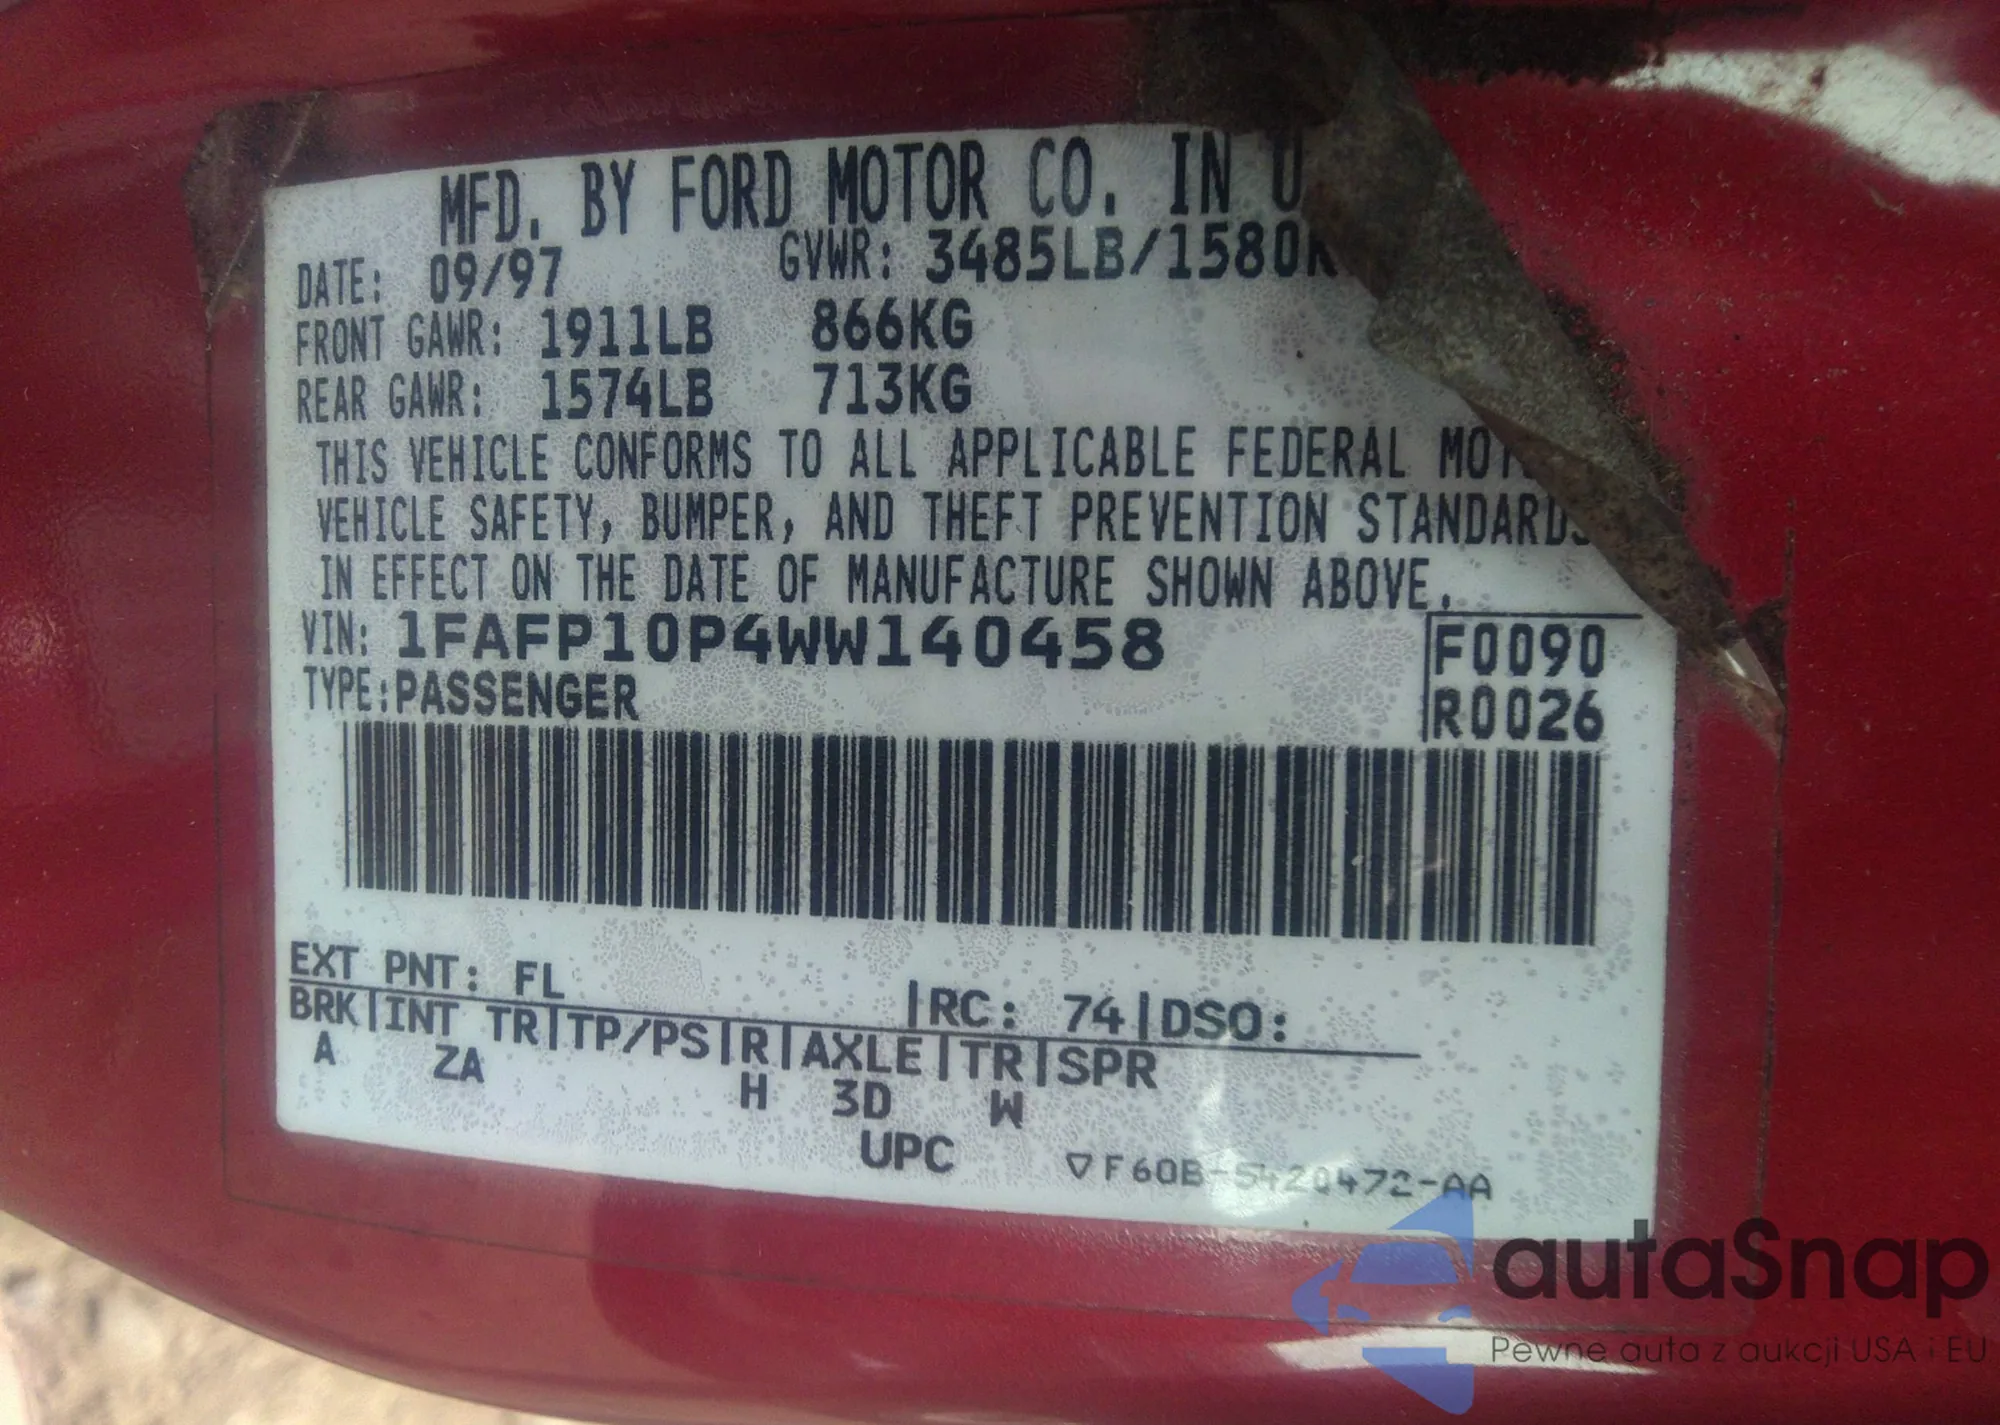 MFD. BY FORD MOTOR CO. IN U
DATE: 09/97 GVWR: 3485LB/1580K
FRONT GAWR: 1911LB 866KG
REAR GAWR: 1574LB 713KG
THIS VEHICLE CONFORMS TO ALL APPLICABLE FEDERAL MOTO
VEHICLE SAFETY, BUMPER, AND THEFT PREVENTION STANDARDS
IN EFFECT ON THE DATE OF MANUFACTURE SHOWN ABOVE.
VIN: 1FAFP10P4WW140458
F0090
TYPE: PASSENGER
R0026
EXT PNT: FL |RC: 74|DSO:
BRK|INT TR|TP/PS|R|AXLE|TR|SPR
A ZA H 3D W
UPC ▽F60B-5420472-AA
autaSnap
Pewne auta z aukcji USA i EU